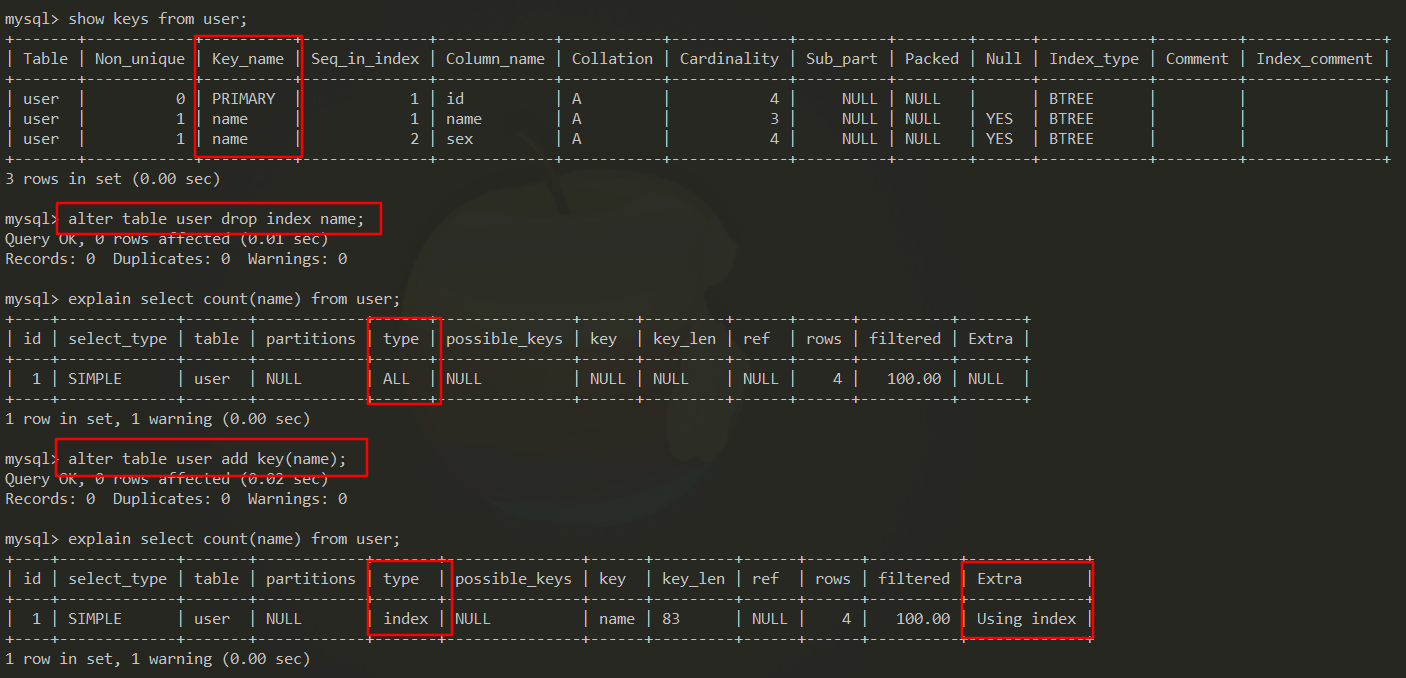 mysql> show keys from user;
+-------+------------+----------+--------------+-------------+-----------+-------------+----------+--------+------+------------+---------+---------------+
| Table | Non_unique | Key_name | Seq_in_index | Column_name | Collation | Cardinality | Sub_part | Packed | Null | Index_type | Comment | Index_comment |
+-------+------------+----------+--------------+-------------+-----------+-------------+----------+--------+------+------------+---------+---------------+
| user  |          0 | PRIMARY  |            1 | id          | A         |           4 |     NULL | NULL   |      | BTREE      |         |               |
| user  |          1 | name     |            1 | name        | A         |           3 |     NULL | NULL   | YES  | BTREE      |         |               |
| user  |          1 | name     |            2 | sex         | A         |           4 |     NULL | NULL   | YES  | BTREE      |         |               |
+-------+------------+----------+--------------+-------------+-----------+-------------+----------+--------+------+------------+---------+---------------+
3 rows in set (0.00 sec)
mysql> alter table user drop index name;
Query OK, 0 rows affected (0.01 sec)
Records: 0  Duplicates: 0  Warnings: 0
mysql> explain select count(name) from user;
+----+-------------+-------+------------+------+---------------+------+---------+------+------+----------+-------+
| id | select_type | table | partitions | type | possible_keys | key  | key_len | ref  | rows | filtered | Extra |
+----+-------------+-------+------------+------+---------------+------+---------+------+------+----------+-------+
|  1 | SIMPLE      | user  | NULL       | ALL  | NULL          | NULL | NULL    | NULL |    4 |   100.00 | NULL  |
+----+-------------+-------+------------+------+---------------+------+---------+------+------+----------+-------+
1 row in set, 1 warning (0.00 sec)
mysql> alter table user add key(name);
Query OK, 0 rows affected (0.02 sec)
Records: 0  Duplicates: 0  Warnings: 0
mysql> explain select count(name) from user;
+----+-------------+-------+------------+-------+---------------+------+---------+------+------+----------+-------------+
| id | select_type | table | partitions | type  | possible_keys | key  | key_len | ref  | rows | filtered | Extra       |
+----+-------------+-------+------------+-------+---------------+------+---------+------+------+----------+-------------+
|  1 | SIMPLE      | user  | NULL       | index | NULL          | name | 83      | NULL |    4 |   100.00 | Using index |
+----+-------------+-------+------------+-------+---------------+------+---------+------+------+----------+-------------+
1 row in set, 1 warning (0.00 sec)